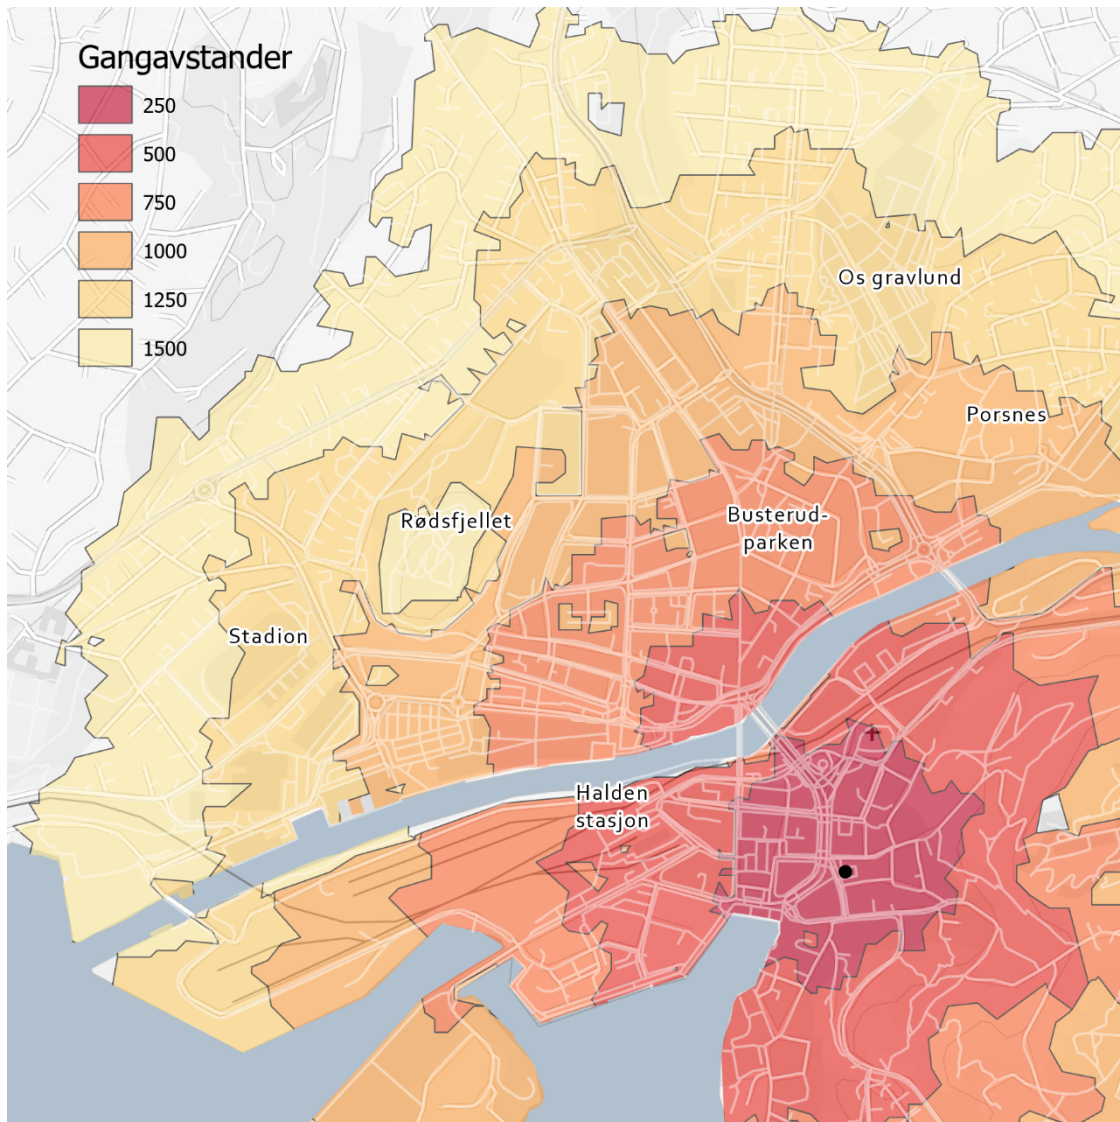 Gangavstander
250
500
750
1000
1250
1500
Os gravlund
Porsnes
Busterud-
parken
Rødsfjellet
Stadion
Halden
stasjon